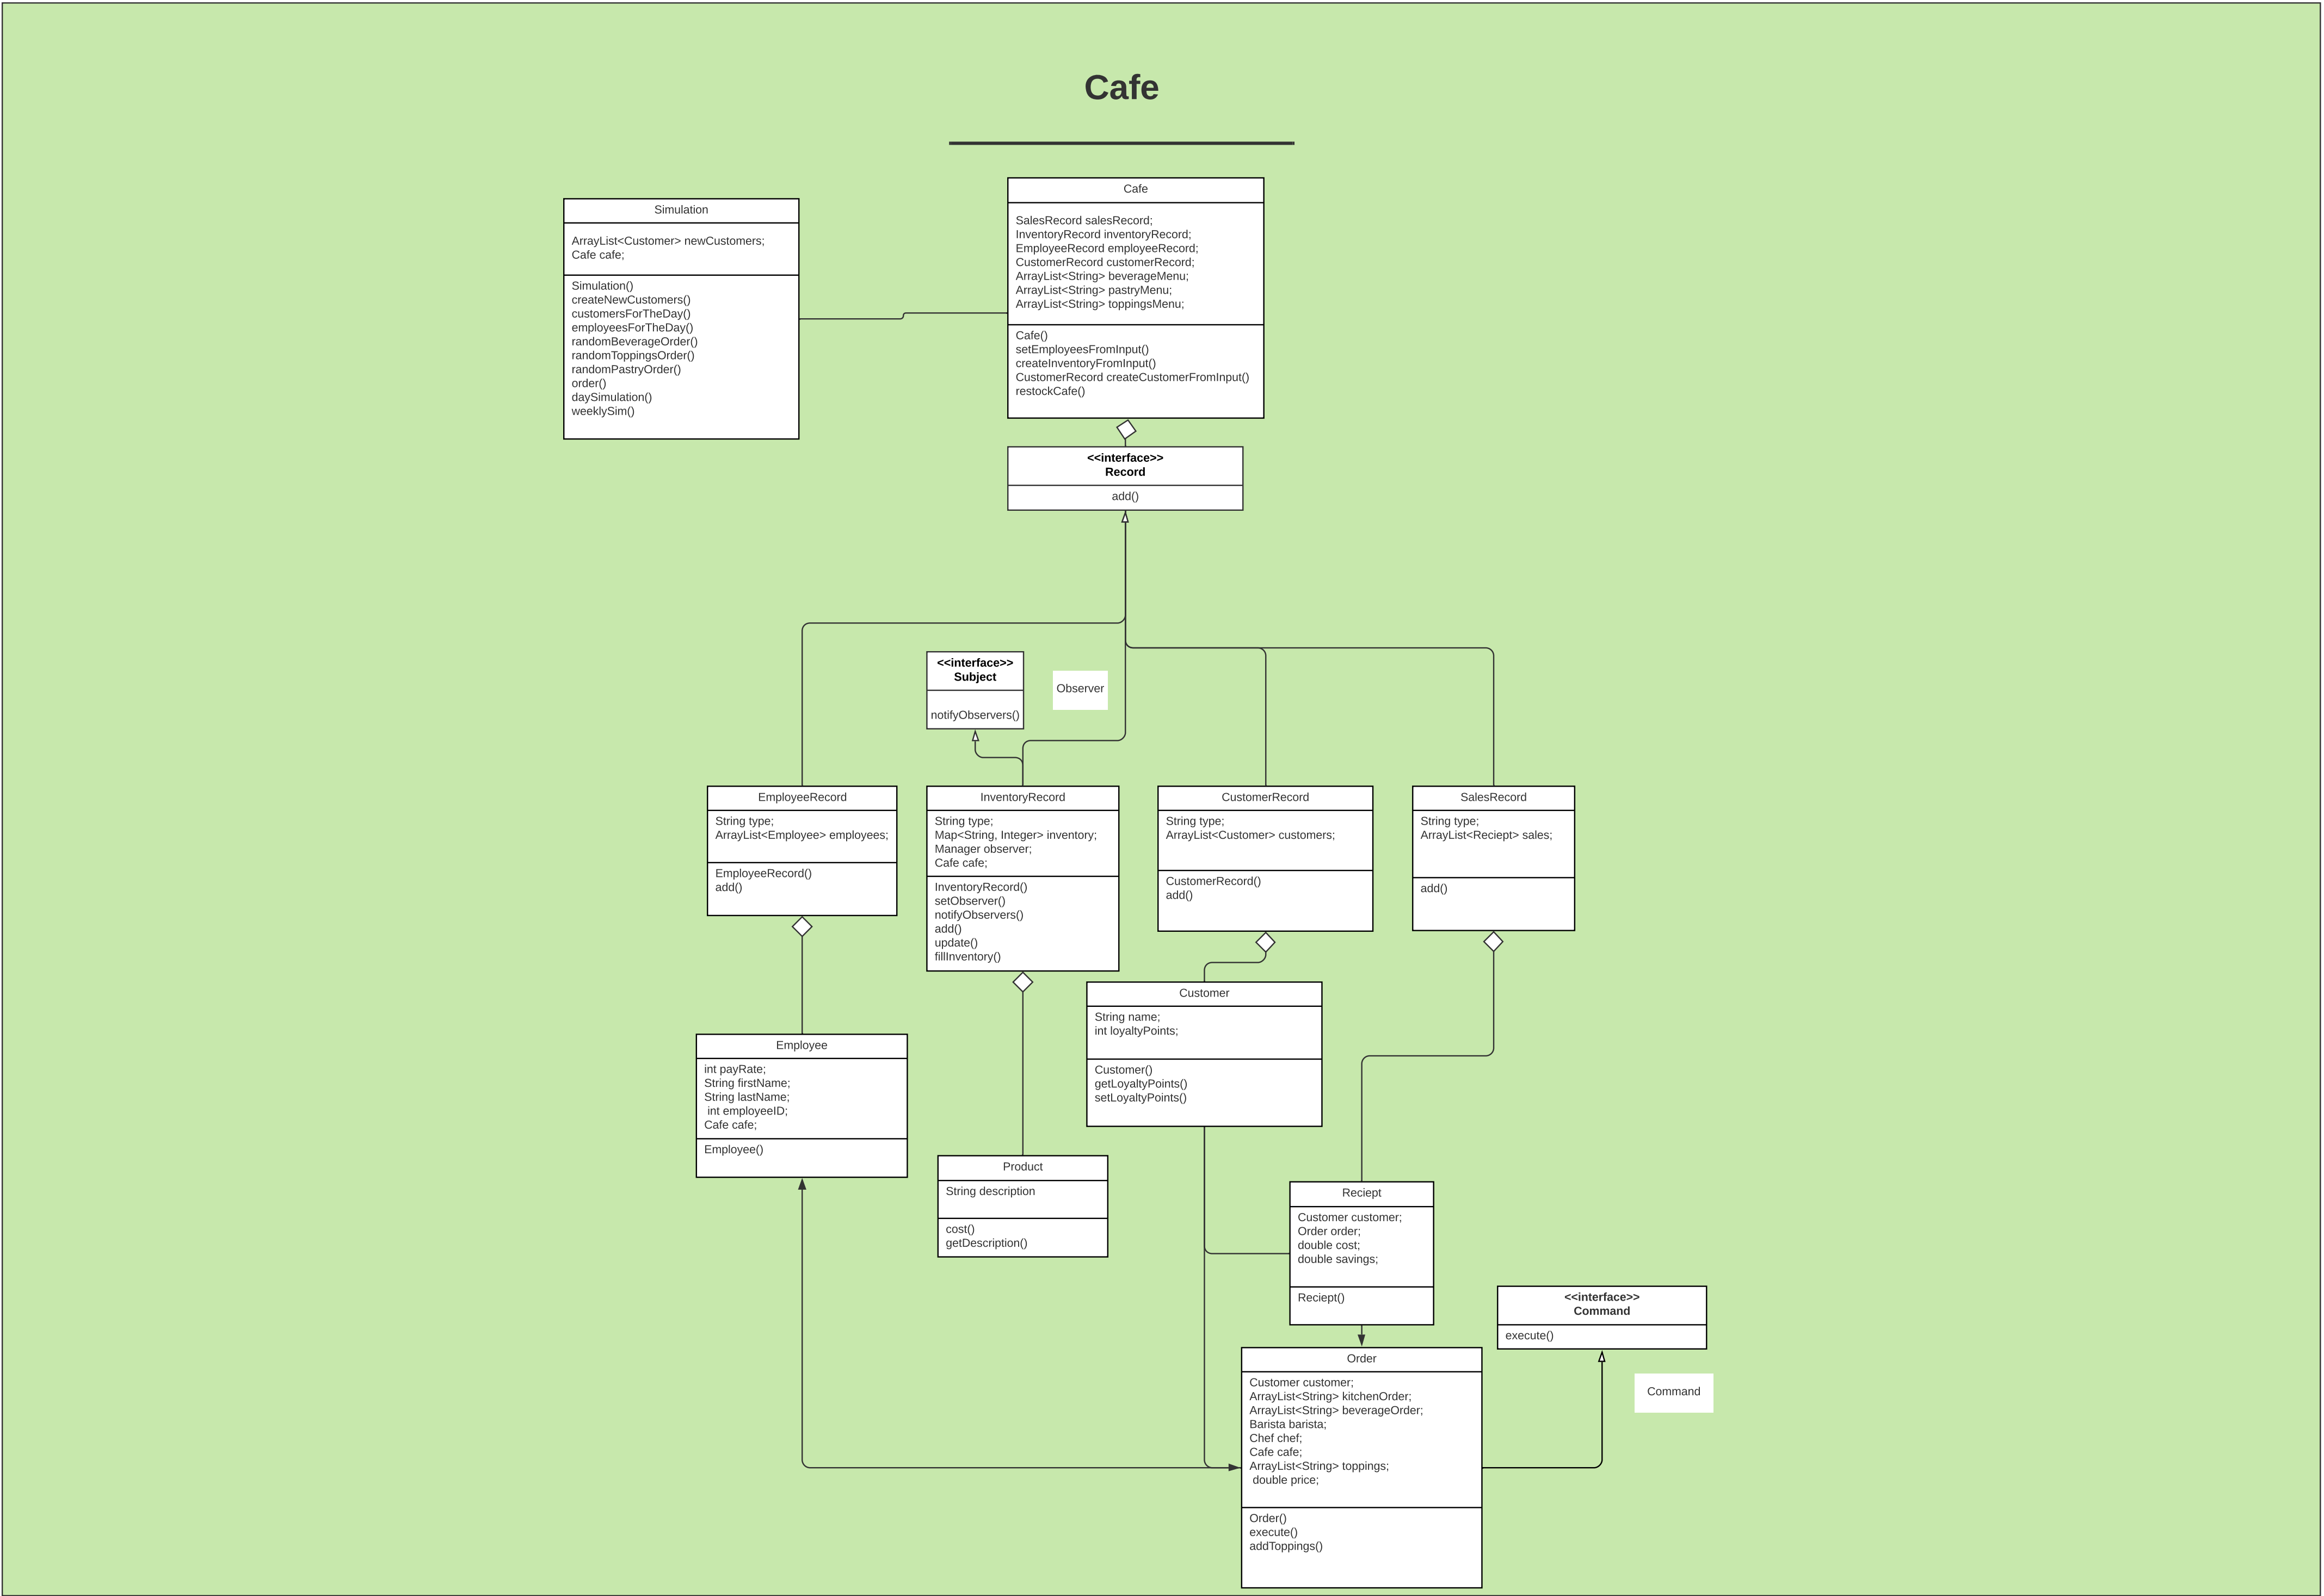 Cafe
Simulation
ArrayList<Customer> newCustomers;
Cafe cafe;
Simulation()
createNewCustomers()
customersForTheDay()
employeesForTheDay()
randomBeverageOrder()
randomToppingsOrder()
randomPastryOrder()
order()
daySimulation()
weeklySim()
Cafe
SalesRecord salesRecord;
InventoryRecord inventoryRecord;
EmployeeRecord employeeRecord;
CustomerRecord customerRecord;
ArrayList<String> beverageMenu;
ArrayList<String> pastryMenu;
ArrayList<String> toppingsMenu;
Cafe()
setEmployeesFromInput()
createInventoryFromInput()
CustomerRecord createCustomerFromInput()
restockCafe()
<<interface>>
Record
add()
<<interface>>
Subject
notifyObservers()
Observer
EmployeeRecord
String type;
ArrayList<Employee> employees;
EmployeeRecord()
add()
InventoryRecord
String type;
Map<String, Integer> inventory;
Manager observer;
Cafe cafe;
InventoryRecord()
setObserver()
notifyObservers()
add()
update()
fillInventory()
CustomerRecord
String type;
ArrayList<Customer> customers;
CustomerRecord()
add()
SalesRecord
String type;
ArrayList<Reciept> sales;
add()
Employee
int payRate;
String firstName;
String lastName;
int employeeID;
Cafe cafe;
Employee()
Customer
String name;
int loyaltyPoints;
Customer()
getLoyaltyPoints()
setLoyaltyPoints()
Product
String description
cost()
getDescription()
Reciept
Customer customer;
Order order;
double cost;
double savings;
Reciept()
<<interface>>
Command
execute()
Command
Order
Customer customer;
ArrayList<String> kitchenOrder;
ArrayList<String> beverageOrder;
Barista barista;
Chef chef;
Cafe cafe;
ArrayList<String> toppings;
double price;
Order()
execute()
addToppings()